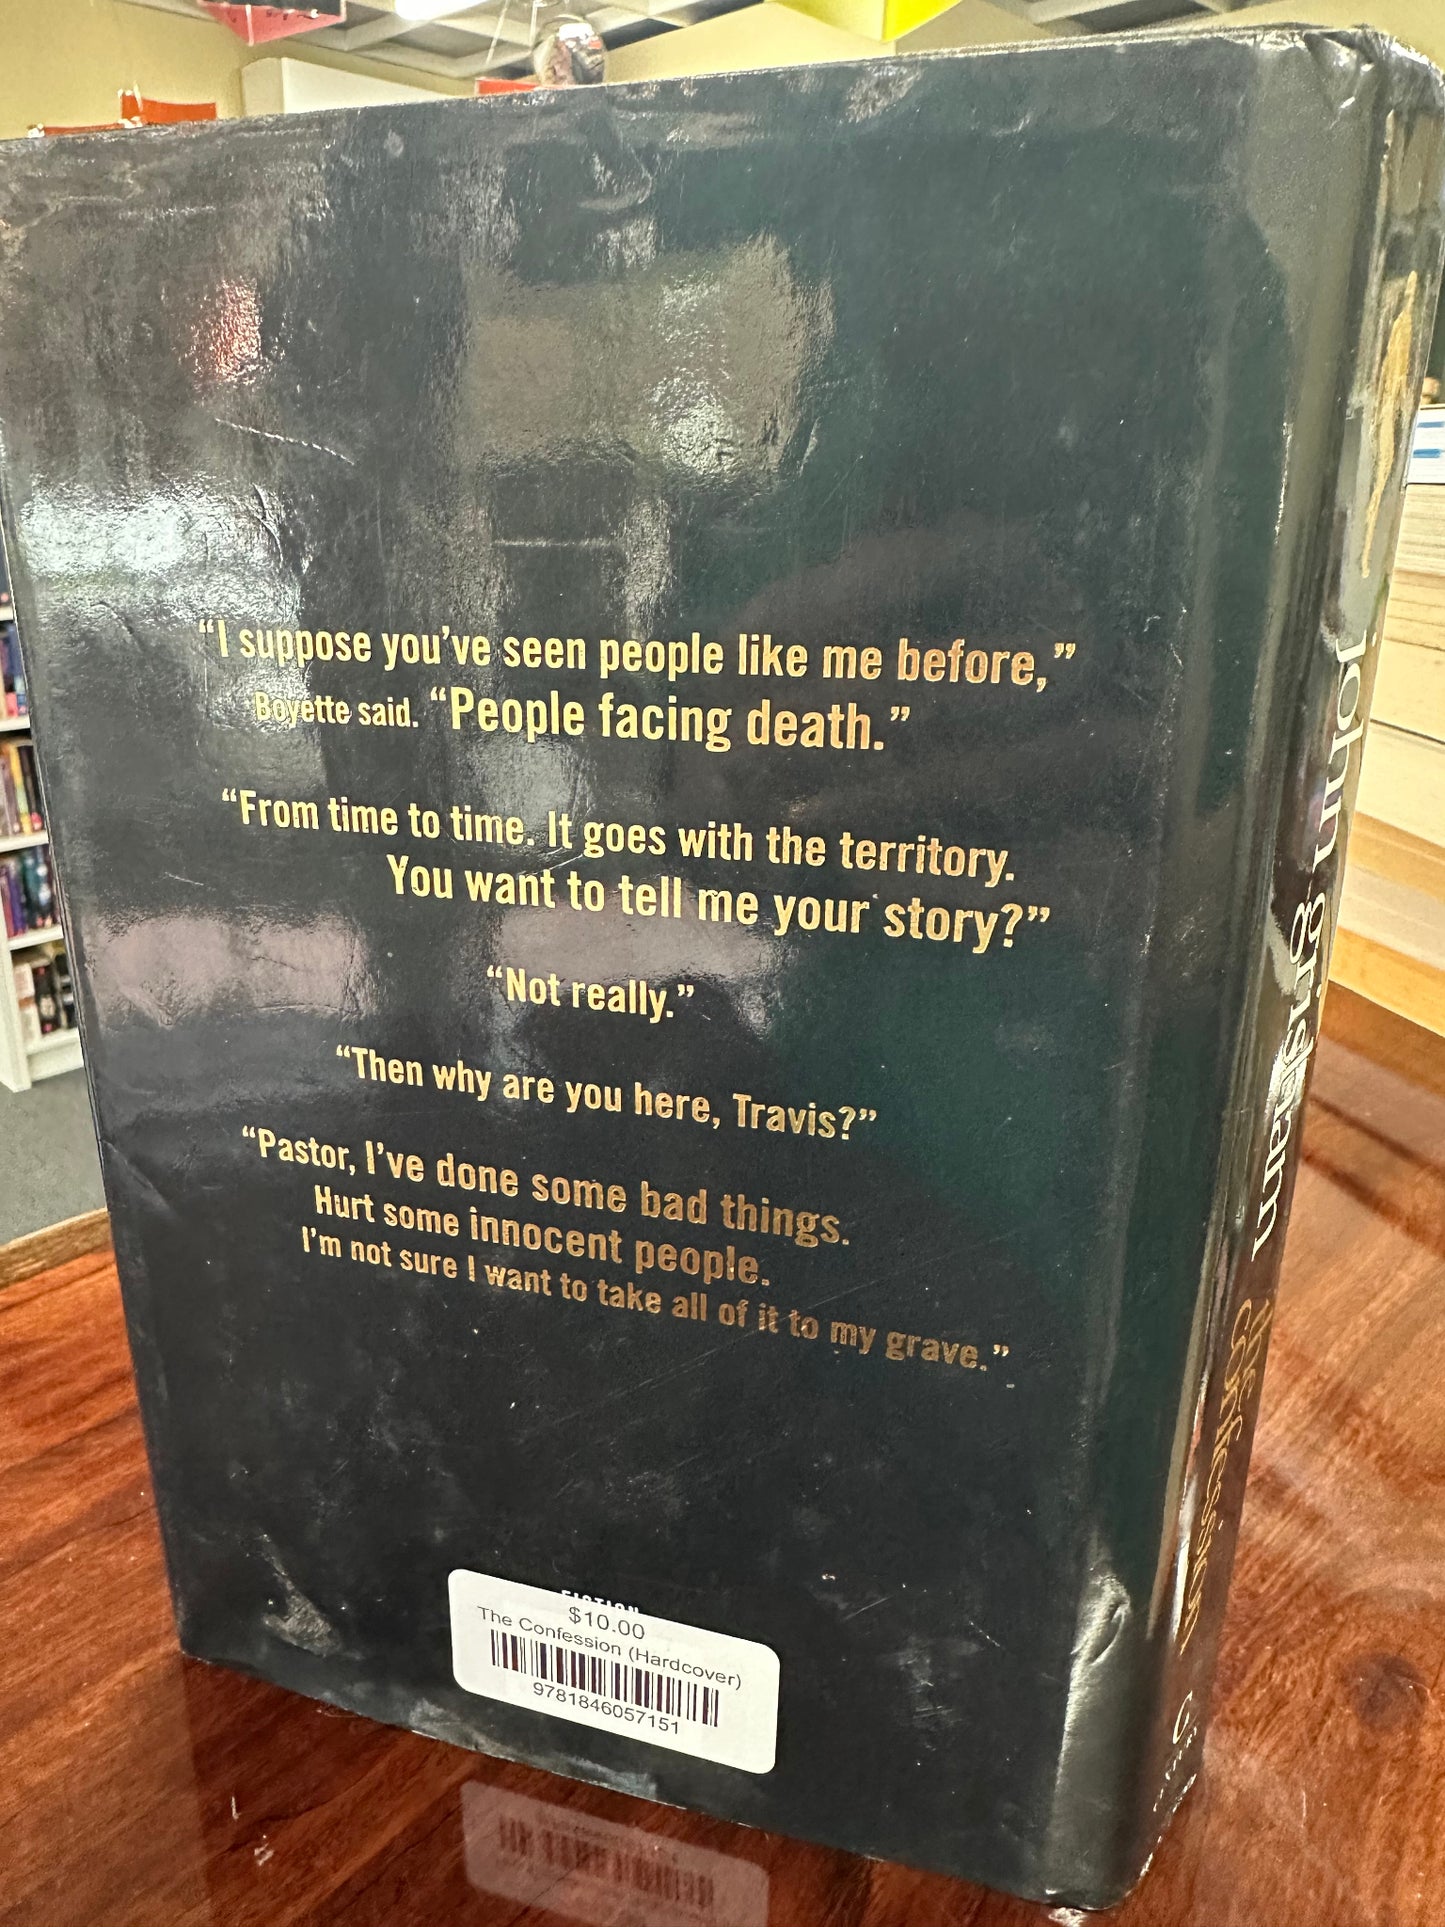 “I suppose you’ve seen people like me before,”
Boyette said. “People facing death.”
“From time to time. It goes with the territory.
You want to tell me your story?”
“Not really.”
“Then why are you here, Travis?”
“Pastor, I’ve done some bad things.
Hurt some innocent people.
I’m not sure I want to take all of it to my grave.”
FICTION
$10.00
The Confession (Hardcover)
9781846057151
john grisham
the
confession